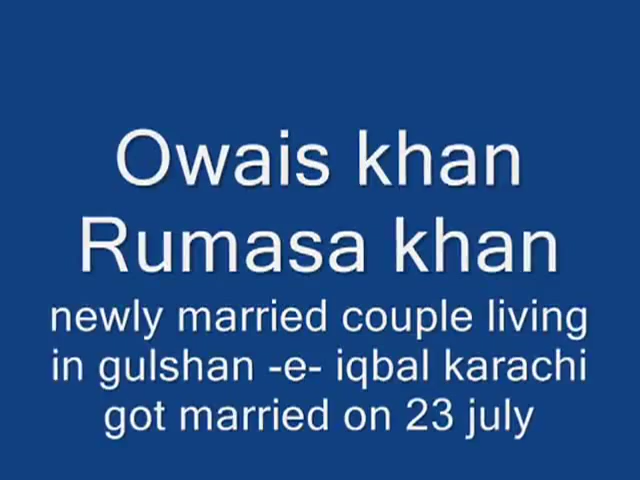 Owais khan
Rumasa khan
newly married couple living
in gulshan -e- iqbal karachi
got married on 23 july